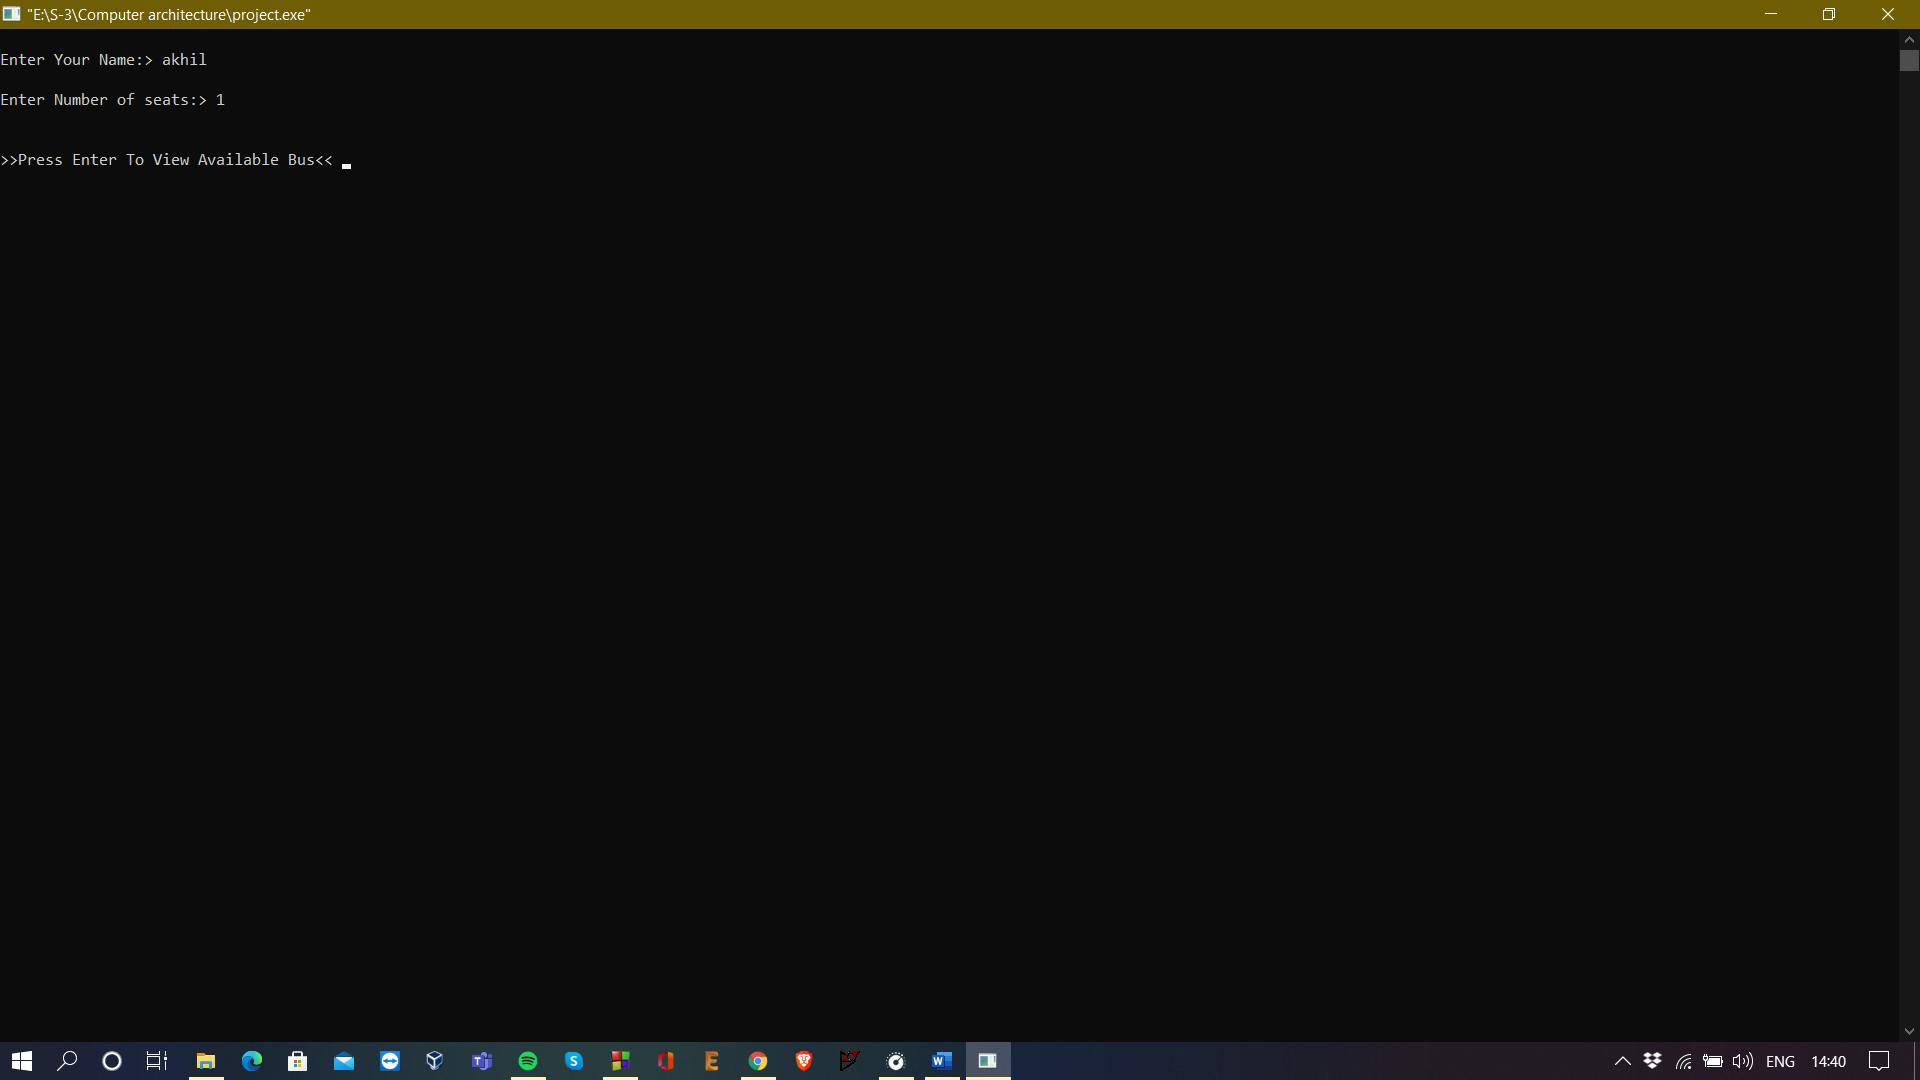 "E:\S-3\Computer architecture\project.exe"
Enter Your Name:> akhil
Enter Number of seats:> 1
>>Press Enter To View Available Bus<<
ENG 14:40